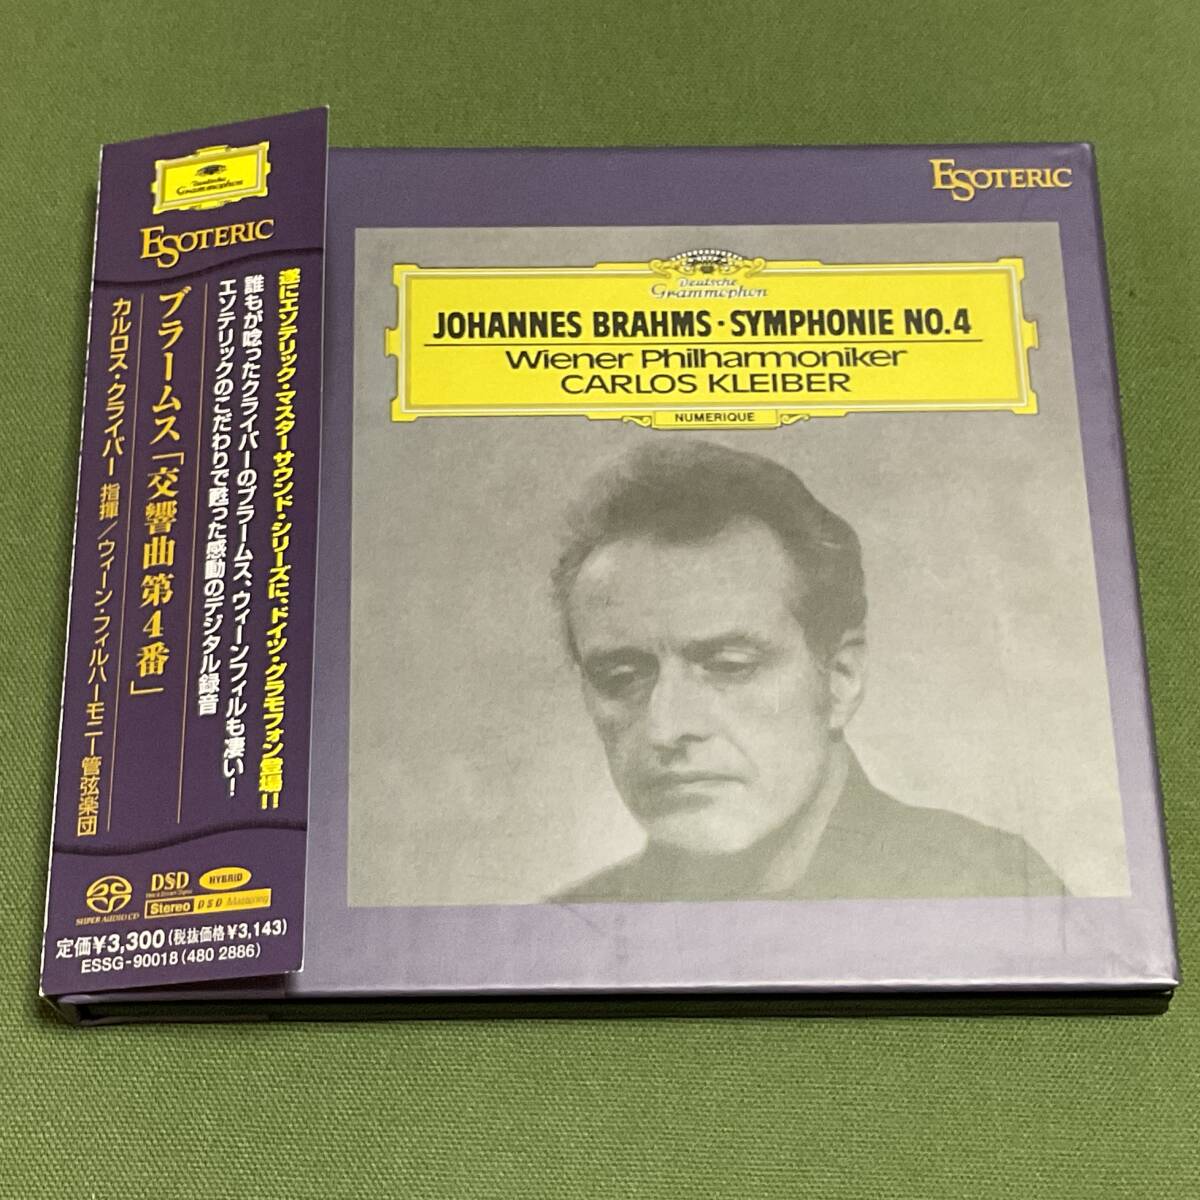 Deutsche
Grammophon
ESOTERIC
遂にエソテリック・マスターサウンド・シリーズに、ドイツ・グラモフォン登場!!
誰もが唸ったクライバーのブラームス、ウィーンフィルも凄い!
エソテリックのこだわりで甦った感動のデジタル録音
ブラームス「交響曲第4番」
カルロス・クライバー 指揮/ウィーン・フィルハーモニー管弦楽団
SUPER AUDIO CD
DSD
HYBRID
Stereo DSD Mastering
定価¥3,300(税抜価格¥3,143)
ESSG-90018 (480 2886)
ESOTERIC
Deutsche
Grammophon
JOHANNES BRAHMS・SYMPHONIE NO.4
Wiener Philharmoniker
CARLOS KLEIBER
NUMERIQUE